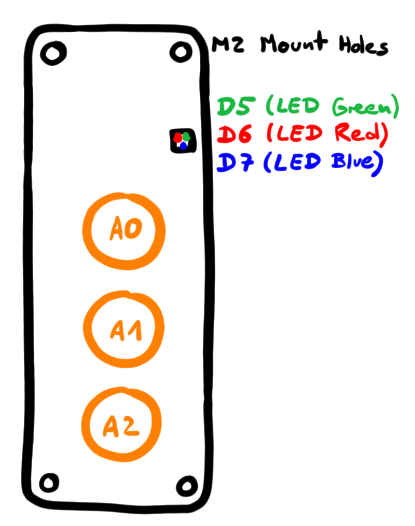 M2 Mount Holes
D5 (LED Green)
D6 (LED Red)
D7 (LED Blue)
A0
A1
A2